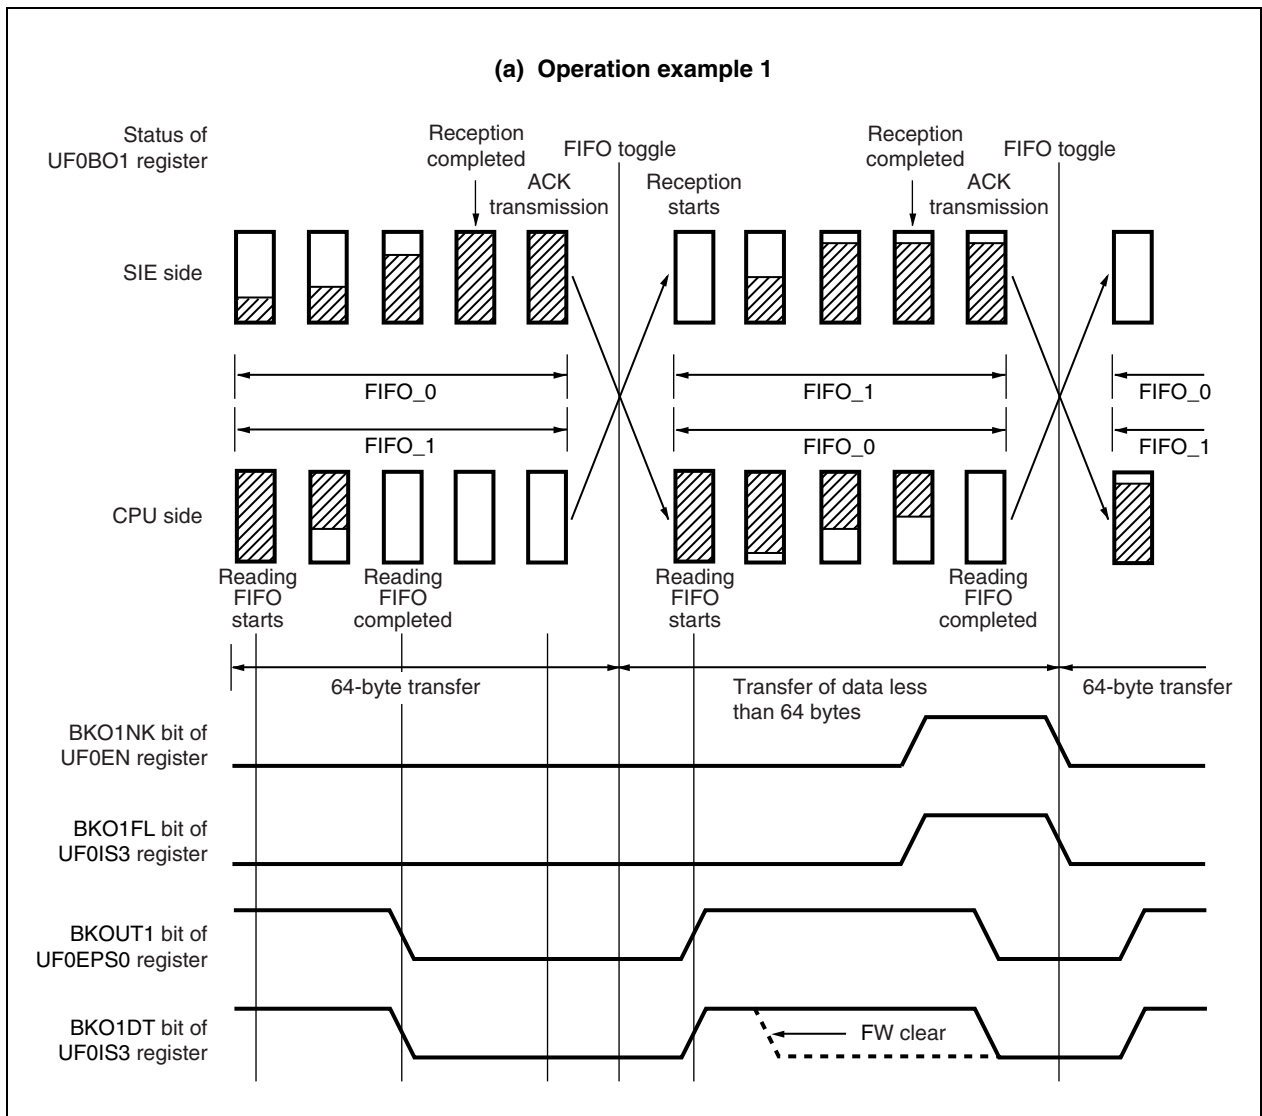 (a) Operation example 1
Status of
UF0BO1 register
Reception
completed
FIFO toggle
ACK
transmission
Reception
starts
Reception
completed
FIFO toggle
ACK
transmission
SIE side
FIFO_0
FIFO_1
FIFO_0
FIFO_1
FIFO_0
FIFO_1
CPU side
Reading
FIFO
starts
Reading
FIFO
completed
Reading
FIFO
starts
Reading
FIFO
completed
64-byte transfer
Transfer of data less
than 64 bytes
64-byte transfer
BKO1NK bit of
UF0EN register
BKO1FL bit of
UF0IS3 register
BKOUT1 bit of
UF0EPS0 register
BKO1DT bit of
UF0IS3 register
FW clear